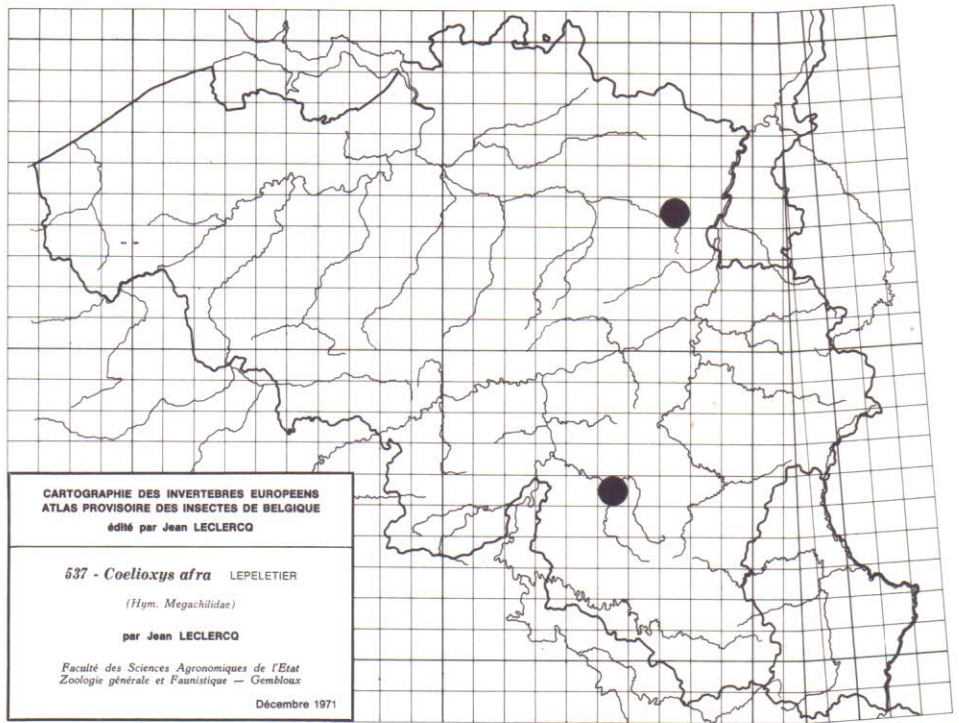 CARTOGRAPHIE DES INVERTEBRES EUROPEENS
ATLAS PROVISOIRE DES INSECTES DE BELGIQUE
édité par Jean LECLERCQ
537 - Coelioxys afra LEPELETIER
(Hym. Megachilidae)
par Jean LECLERCQ
Faculté des Sciences Agronomiques de l'Etat
Zoologie générale et Faunistique — Gembloux
Décembre 1971